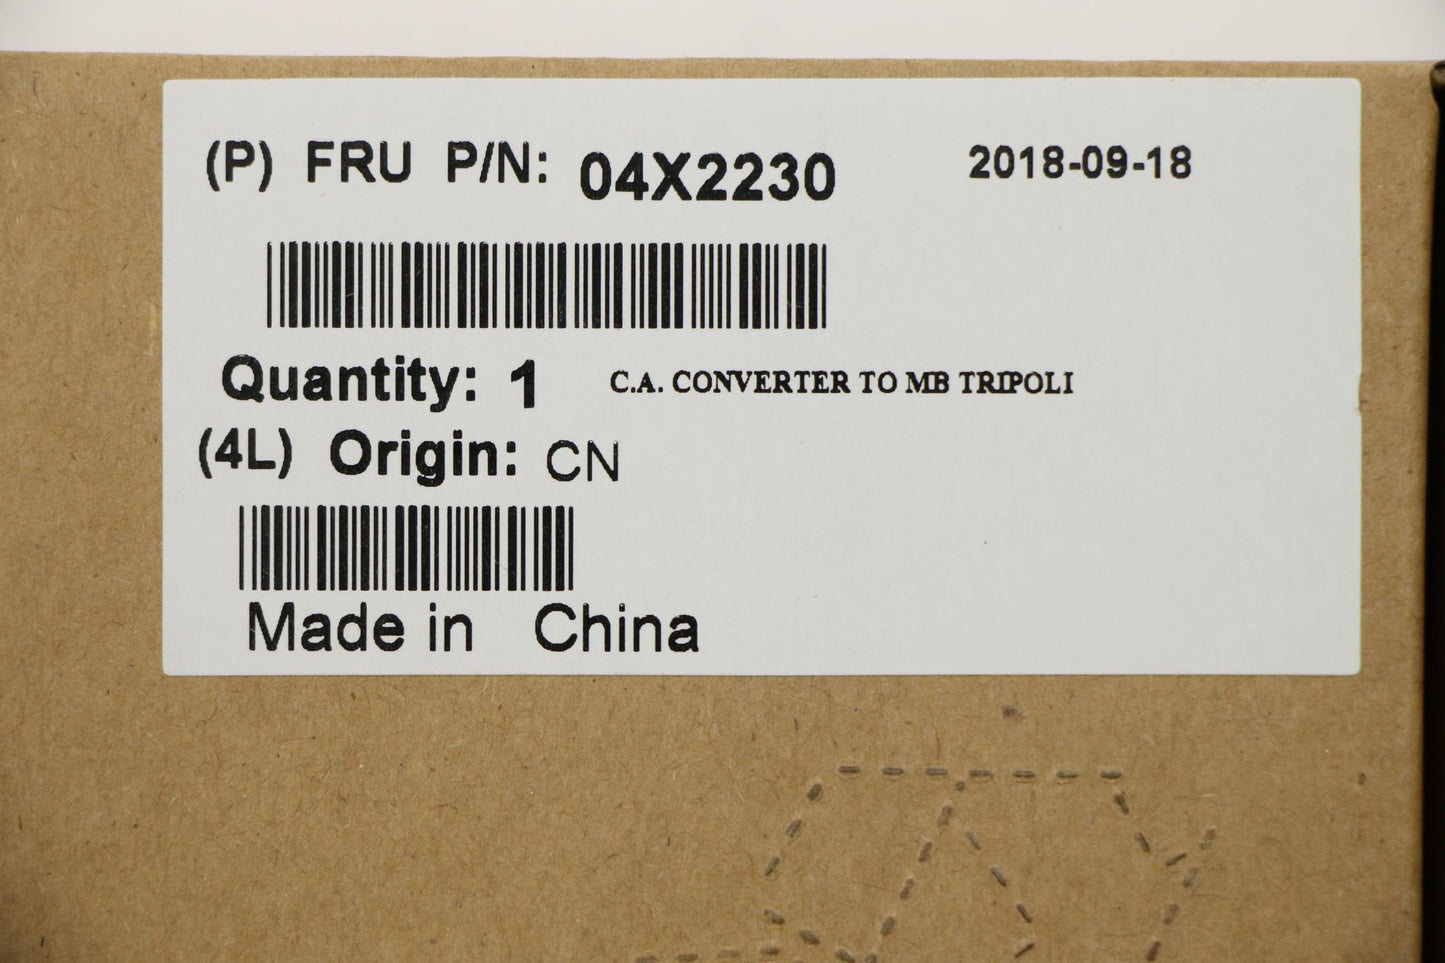 (P) FRU P/N: 04X2230 2018-09-18
Quantity: 1 C.A. CONVERTER TO MB TRIPOLI
(4L) Origin: CN
Made in China